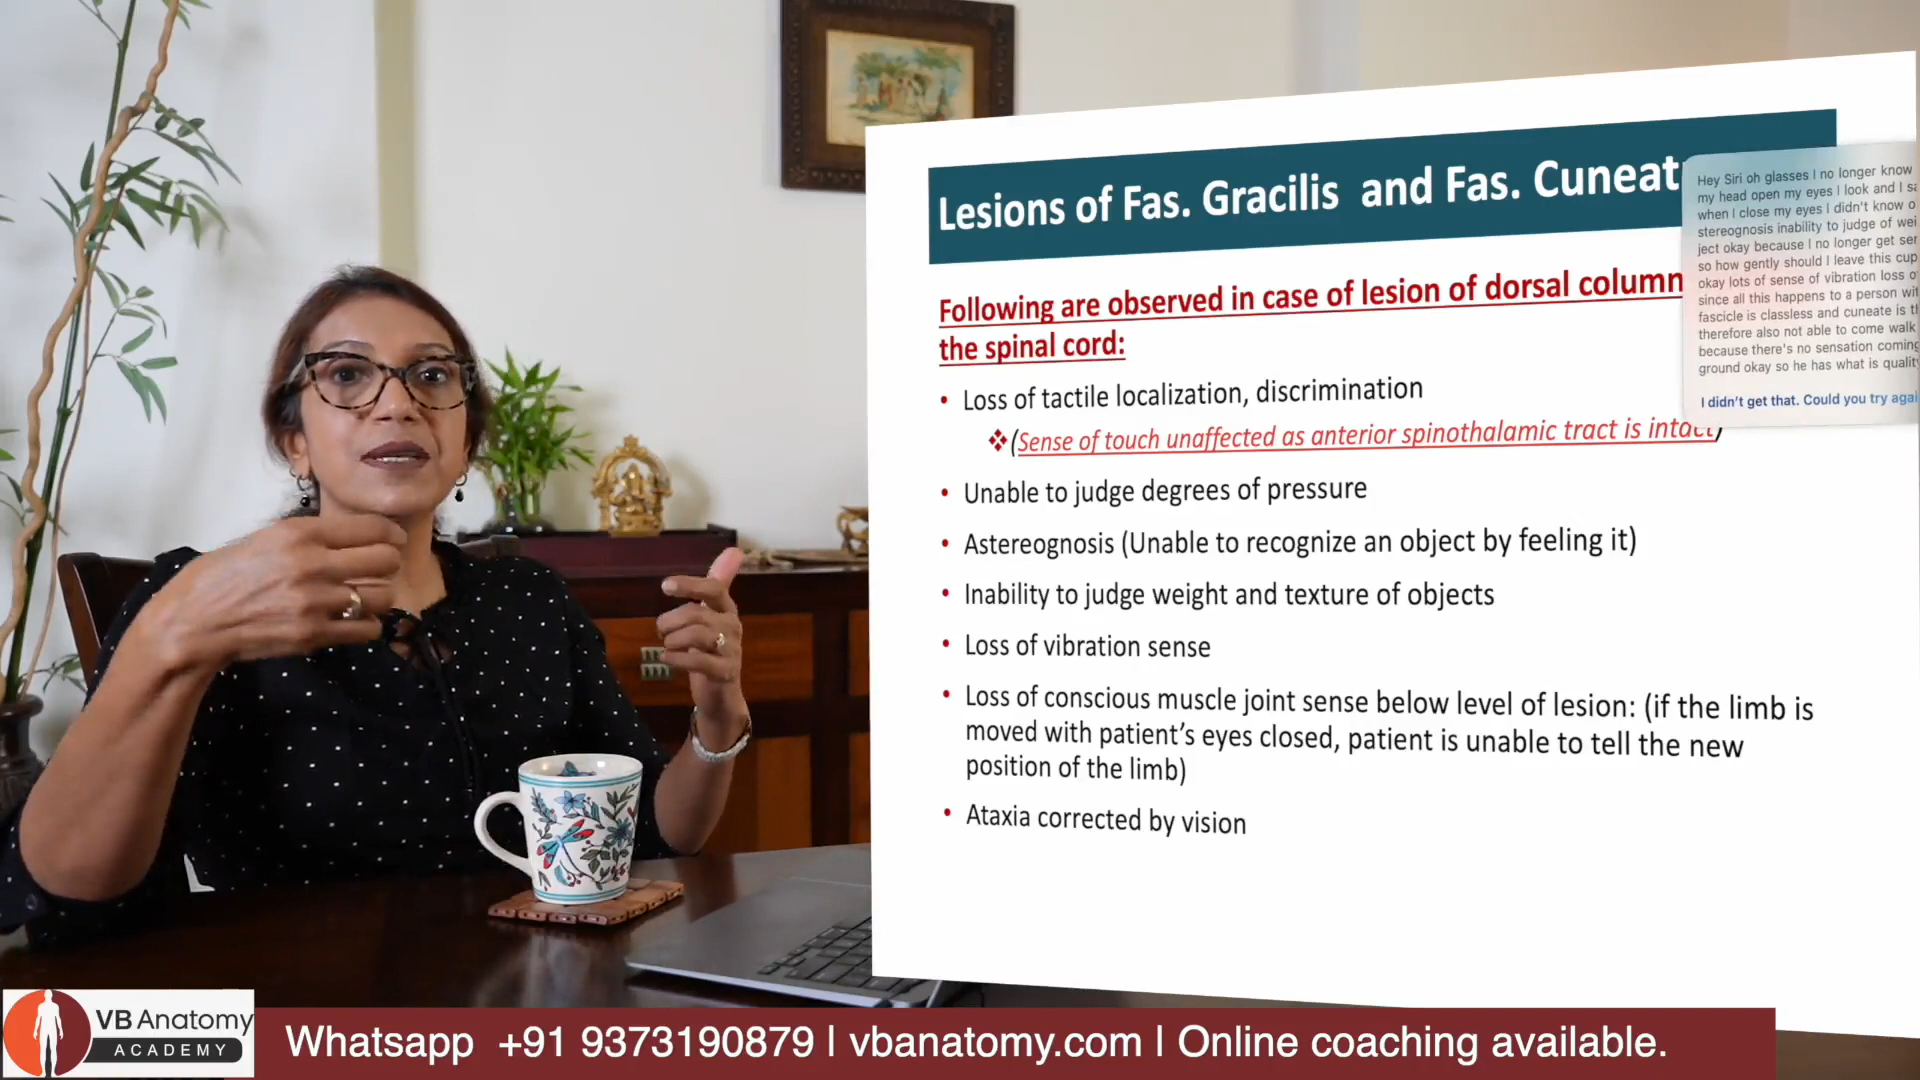 Lesions of Fas. Gracilis and Fas. Cuneat
Hey Siri oh glasses I no longer know
my head open my eyes I look and I
when I close my eyes I didn't know
stereognosis inability to judge of
ject okay because I no longer get
so how gently should I leave this cup
okay lots of sense of vibration loss
since all this happens to a person
fascicle is classless and cuneate is
therefore also not able to come walk
because there's no sensation coming
ground okay so he has what is
I didn't get that. Could you try
Following are observed in case of lesion of dorsal column
the spinal cord:
• Loss of tactile localization, discrimination
❖(Sense of touch unaffected as anterior spinothalamic tract is intact)
• Unable to judge degrees of pressure
• Astereognosis (Unable to recognize an object by feeling it)
• Inability to judge weight and texture of objects
• Loss of vibration sense
• Loss of conscious muscle joint sense below level of lesion: (if the limb is
moved with patient's eyes closed, patient is unable to tell the new
position of the limb)
• Ataxia corrected by vision
VB Anatomy
ACADEMY
Whatsapp +91 9373190879 | vbanatomy.com | Online coaching available.